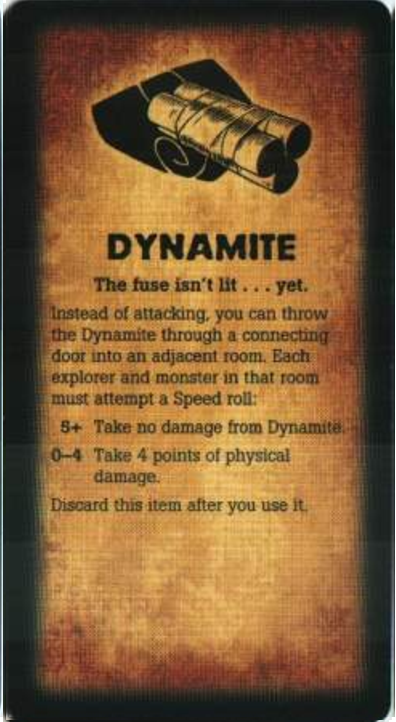 DYNAMITE
The fuse isn't lit . . . yet.
Instead of attacking, you can throw
the Dynamite through a connecting
door into an adjacent room. Each
explorer and monster in that room
must attempt a Speed roll:
5+ Take no damage from Dynamite.
0–4 Take 4 points of physical
damage.
Discard this item after you use it.